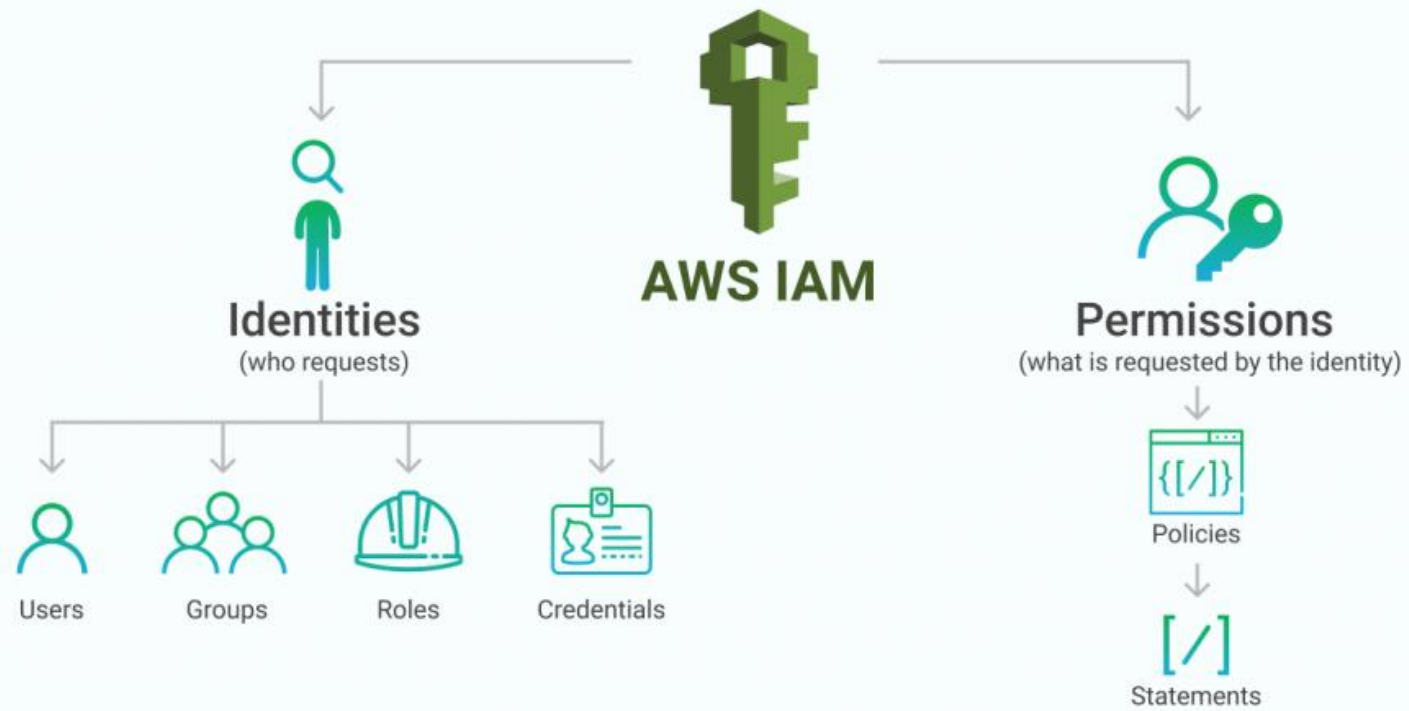 AWS IAM
Identities
(who requests)
Users
Groups
Roles
Credentials
Permissions
(what is requested by the identity)
{[/]}
Policies
[/]
Statements